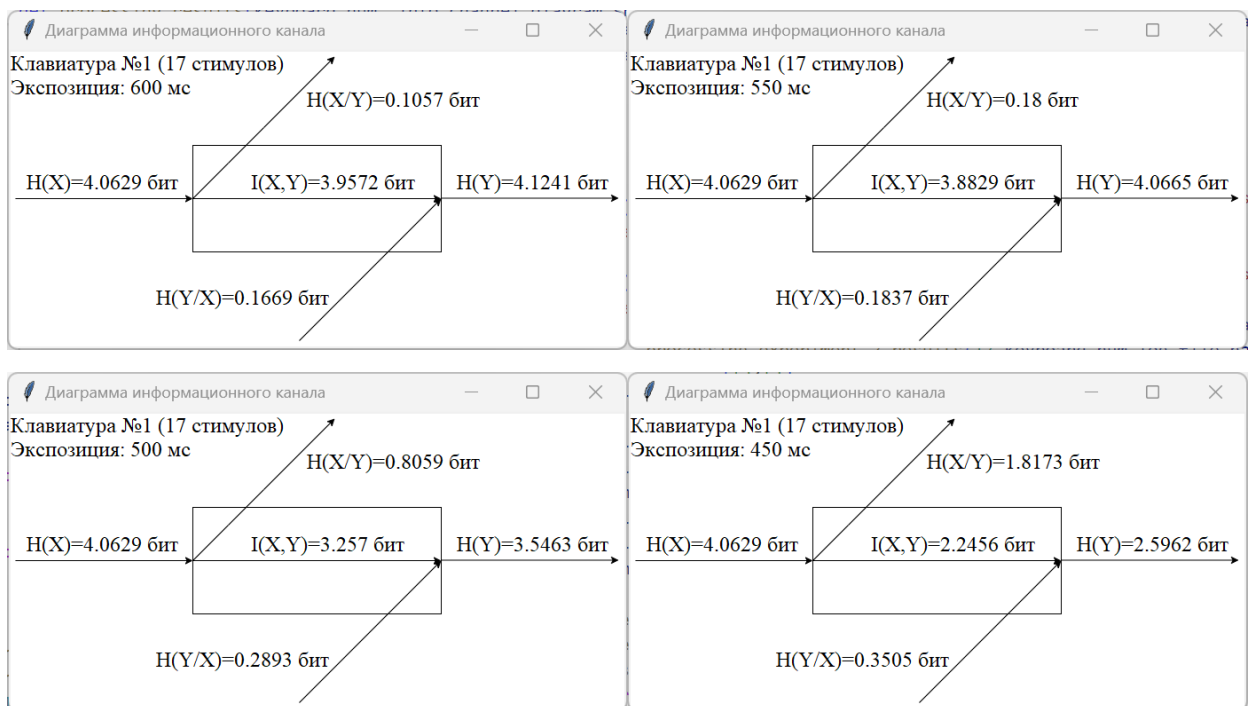 Диаграмма информационного канала
Клавиатура №1 (17 стимулов)
Экспозиция: 600 мс
H(X/Y)=0.1057 бит
H(X)=4.0629 бит
I(X,Y)=3.9572 бит
H(Y)=4.1241 бит
H(Y/X)=0.1669 бит
Диаграмма информационного канала
Клавиатура №1 (17 стимулов)
Экспозиция: 550 мс
H(X/Y)=0.18 бит
H(X)=4.0629 бит
I(X,Y)=3.8829 бит
H(Y)=4.0665 бит
H(Y/X)=0.1837 бит
Диаграмма информационного канала
Клавиатура №1 (17 стимулов)
Экспозиция: 500 мс
H(X/Y)=0.8059 бит
H(X)=4.0629 бит
I(X,Y)=3.257 бит
H(Y)=3.5463 бит
H(Y/X)=0.2893 бит
Диаграмма информационного канала
Клавиатура №1 (17 стимулов)
Экспозиция: 450 мс
H(X/Y)=1.8173 бит
H(X)=4.0629 бит
I(X,Y)=2.2456 бит
H(Y)=2.5962 бит
H(Y/X)=0.3505 бит